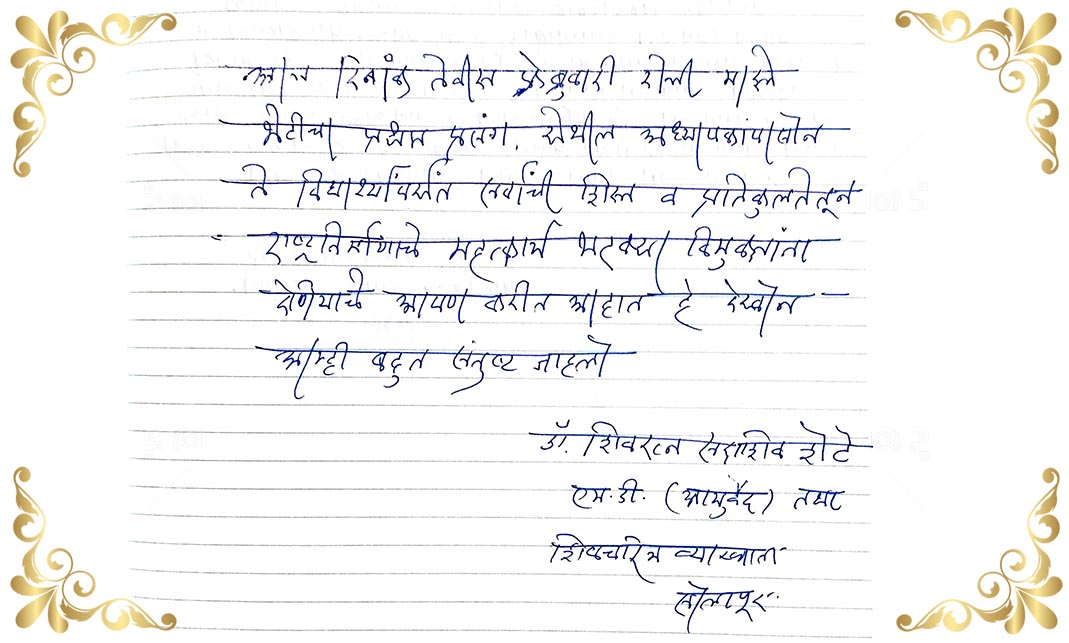 आज दिनांक तेवीस फेब्रुवारी रोजी माझे
भेटीचा प्रथम प्रसंग. येथील अध्यापकांपासोन
ते विद्यार्थ्यांपर्यंत सर्वांची शिस्त व प्रतिकुलतेतून
राष्ट्रनिर्माणाचे महत्कार्य भटक्या विमुक्तांना
घेणेयाचे आपण करीत आहात हे देखोन
आम्ही बहुत संतुष्ट जाहलो
डॉ. शिवरत्न सदाशिव शेटे
एम.डी. (आयुर्वेद) तथा
शिवचरित्र व्याख्याता
सोलापूर.